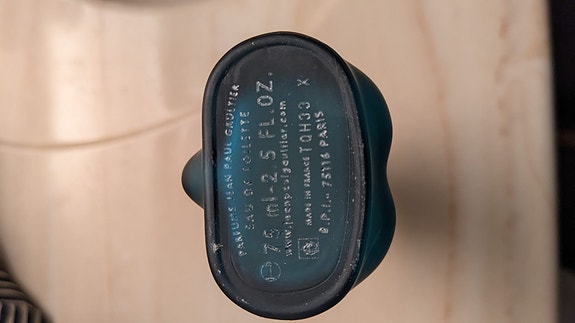 PARFUMS JEAN PAUL GAULTIER
EAU DE TOILETTE
75 ml-2.5 FL.OZ.
www.jeanpaulgaultier.com
MADE IN FRANCE TQH33 X
B.P.I.- 75116 PARIS